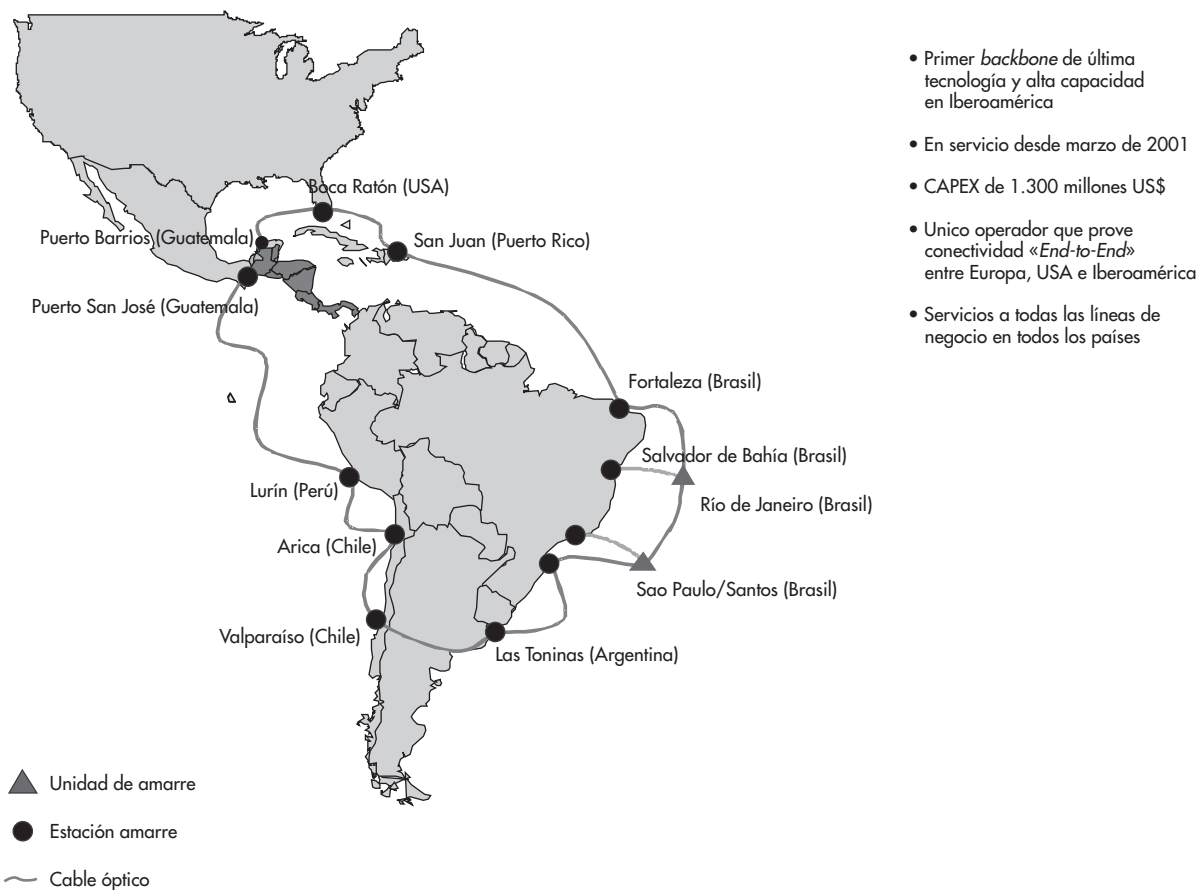 • Primer backbone de última
tecnología y alta capacidad
en Iberoamérica
• En servicio desde marzo de 2001
• CAPEX de 1.300 millones US$
• Unico operador que prove
conectividad «End-to-End»
entre Europa, USA e Iberoamérica
• Servicios a todas las líneas de
negocio en todos los países
Boca Ratón (USA)
Puerto Barrios (Guatemala)
San Juan (Puerto Rico)
Puerto San José (Guatemala)
Fortaleza (Brasil)
Salvador de Bahía (Brasil)
Lurín (Perú)
Río de Janeiro (Brasil)
Arica (Chile)
Sao Paulo/Santos (Brasil)
Valparaíso (Chile)
Las Toninas (Argentina)
Unidad de amarre
Estación amarre
Cable óptico